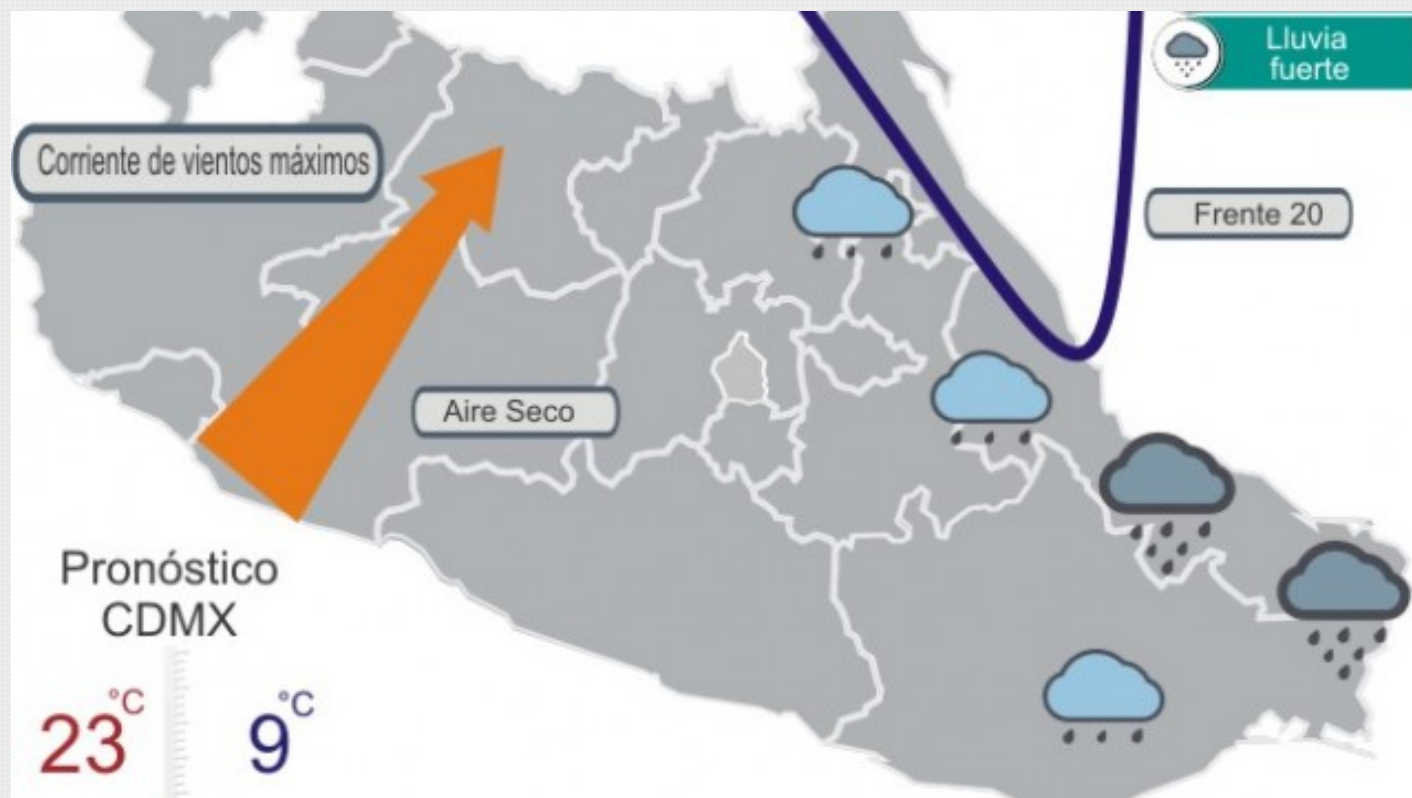 Lluvia
fuerte
Corriente de vientos máximos
Frente 20
Aire Seco
Pronóstico
CDMX
23°C 9°C